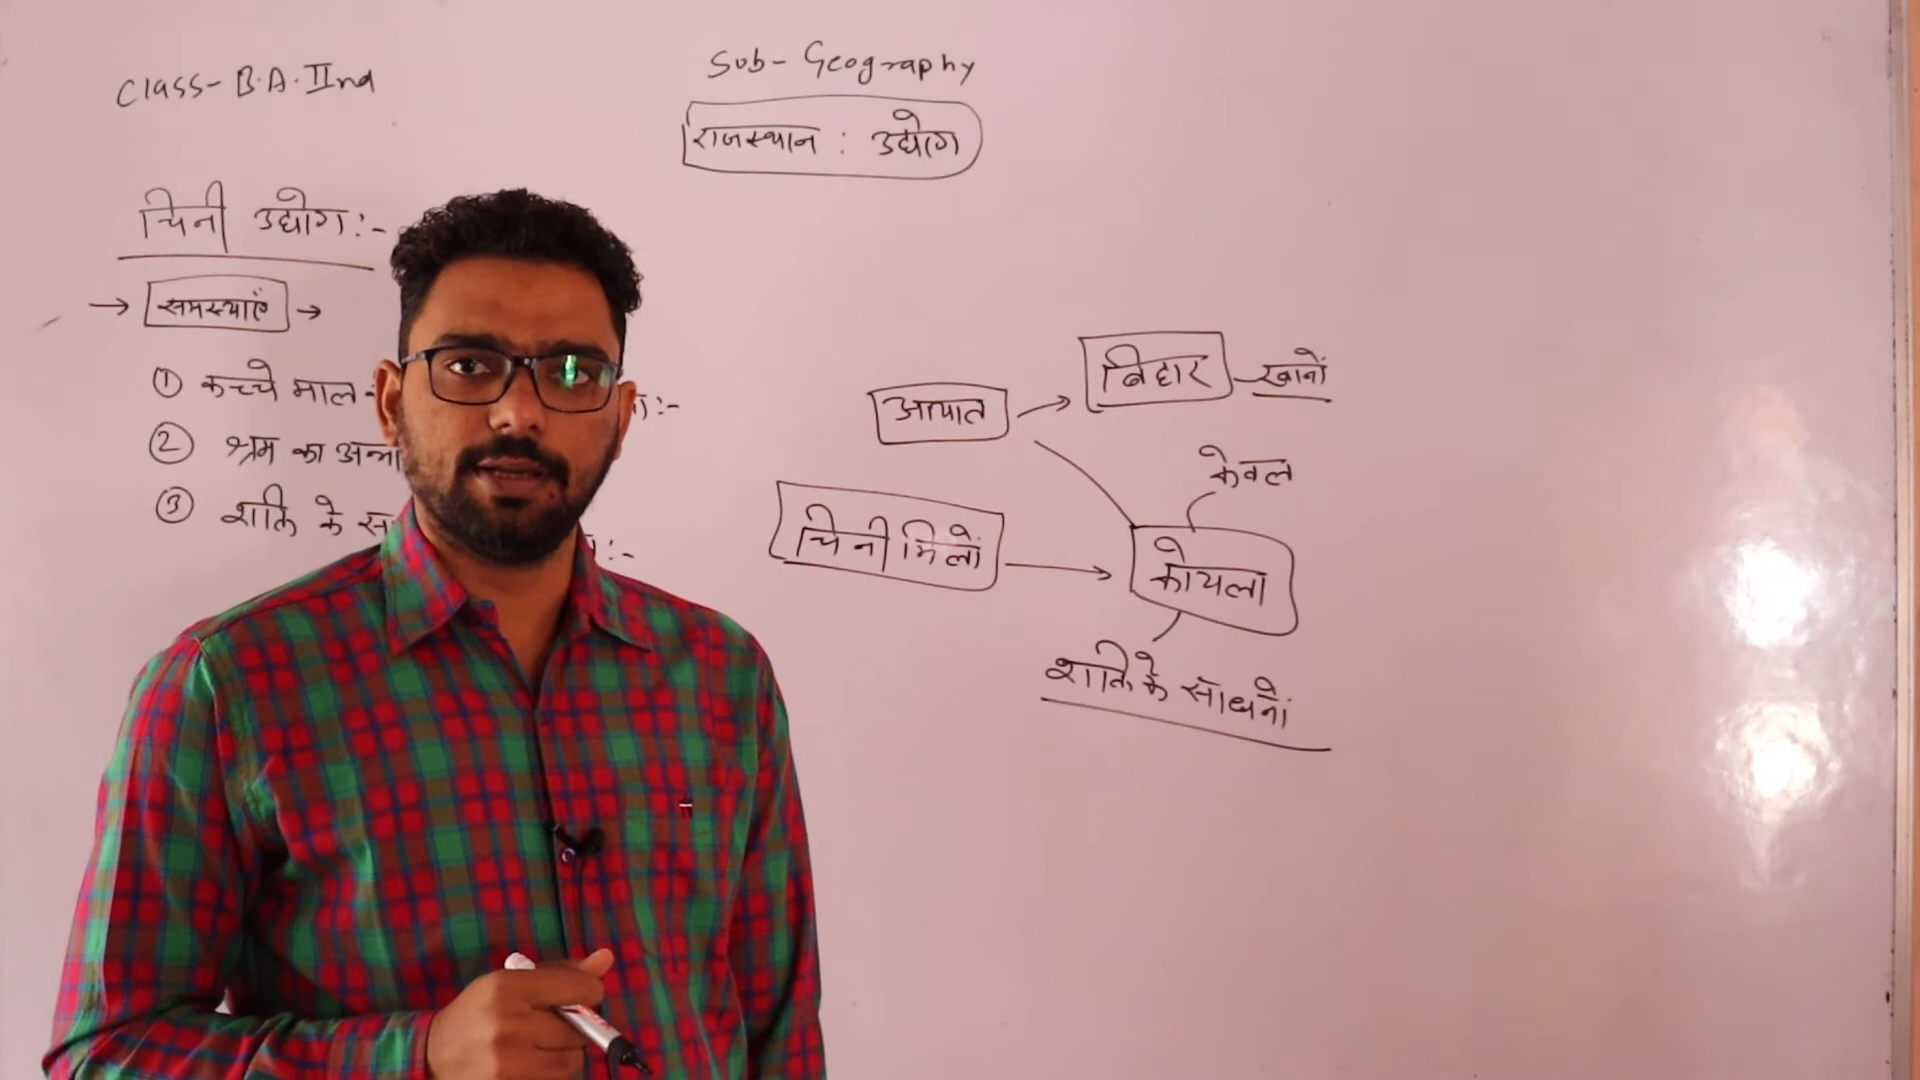 Class- B.A. IInd
Sub- Geography
राजस्थान : उद्योग
चिनी उद्योग:-
→ समस्याएं →
① कच्चे माल
② श्रम का
③ शक्ति के
आयात
बिहार - खानों
केवल
चिनी मिलों
कोयला
शक्ति के साधनों